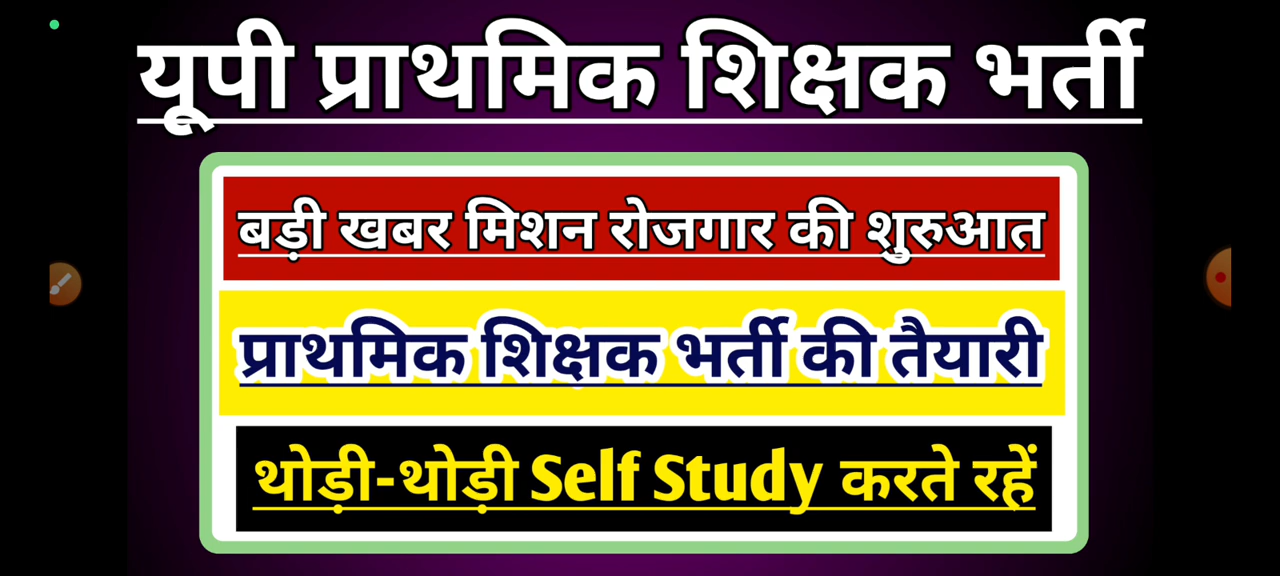 यूपी प्राथमिक शिक्षक भर्ती
बड़ी खबर मिशन रोजगार की शुरुआत
प्राथमिक शिक्षक भर्ती की तैयारी
थोड़ी-थोड़ी Self Study करते रहें